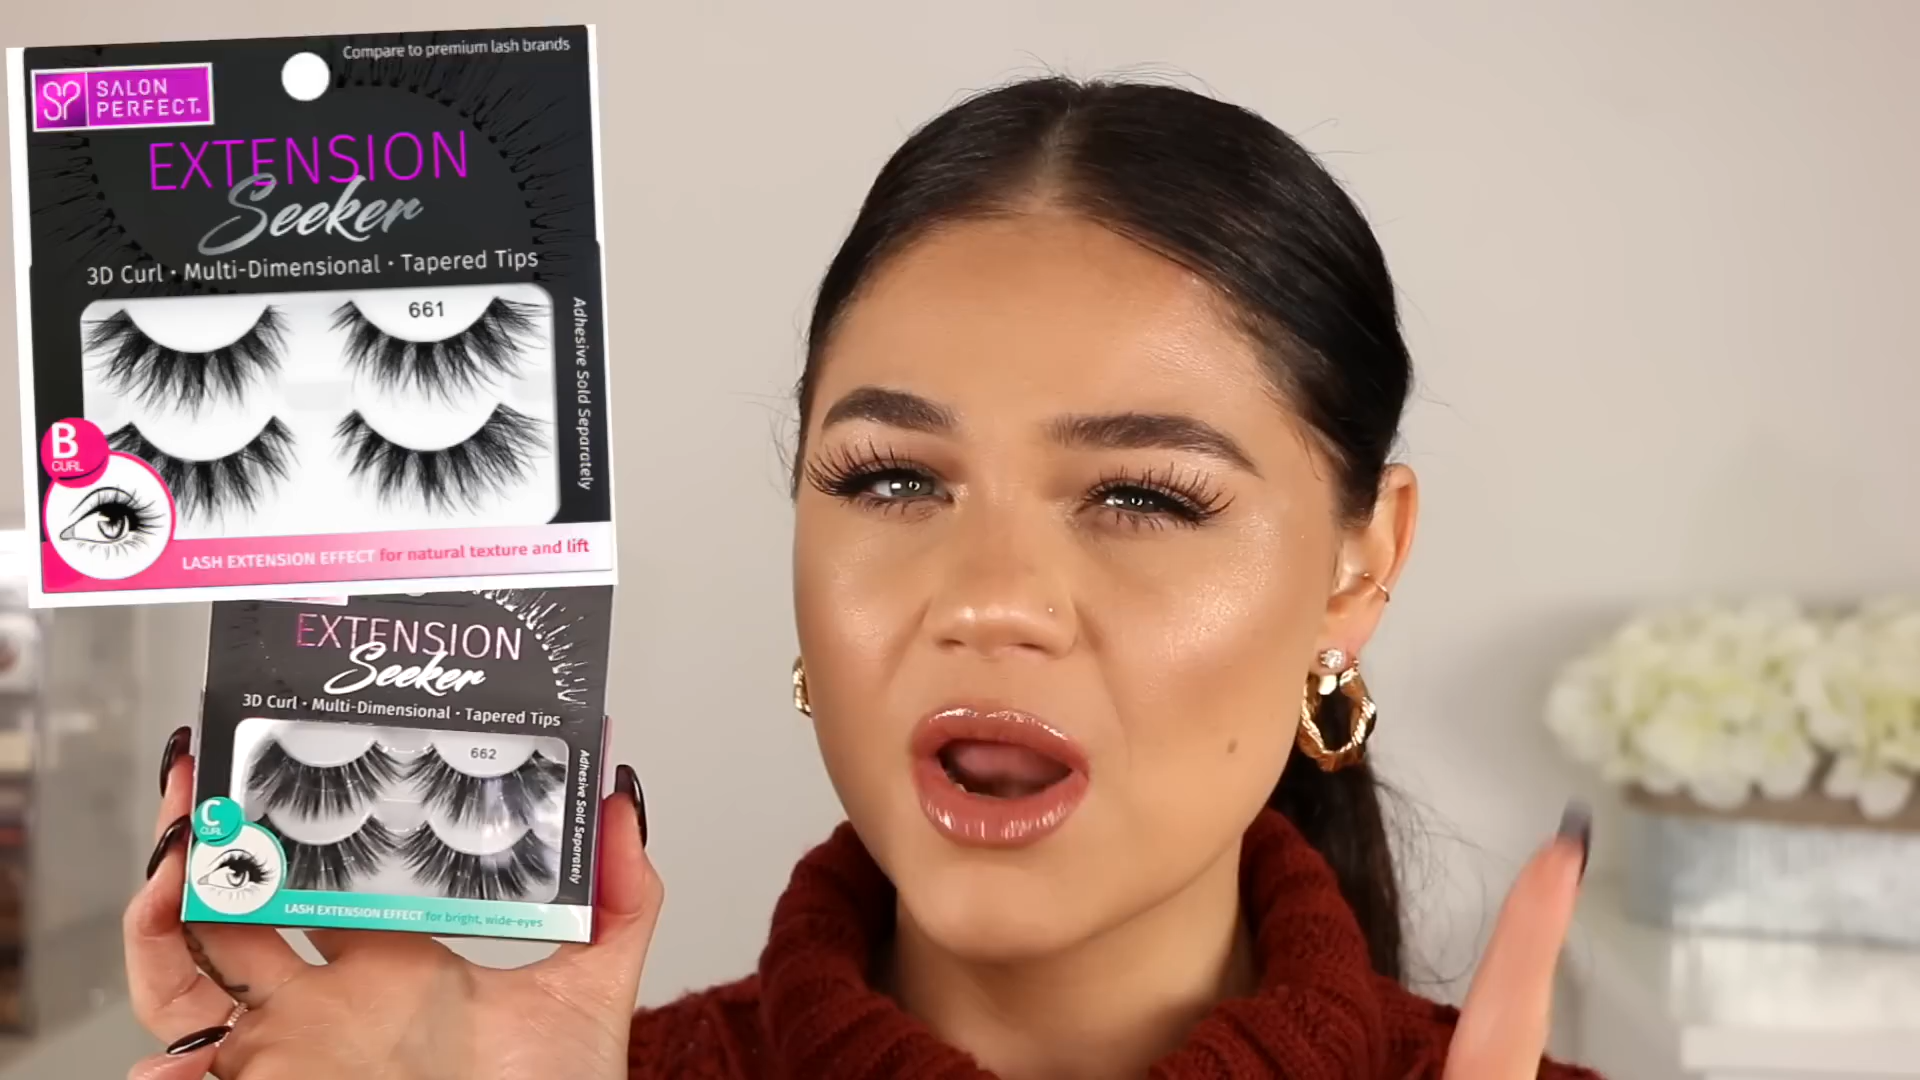 Compare to premium lash brands
SP SALON
PERFECT.
EXTENSION
Seeker
3D Curl • Multi-Dimensional • Tapered Tips
661
Adhesive Sold Separately
B
CURL
LASH EXTENSION EFFECT for natural texture and lift
EXTENSION
Seeker
3D Curl • Multi-Dimensional • Tapered Tips
662
Adhesive Sold Separately
C
CURL
LASH EXTENSION EFFECT for bright, wide-eyes